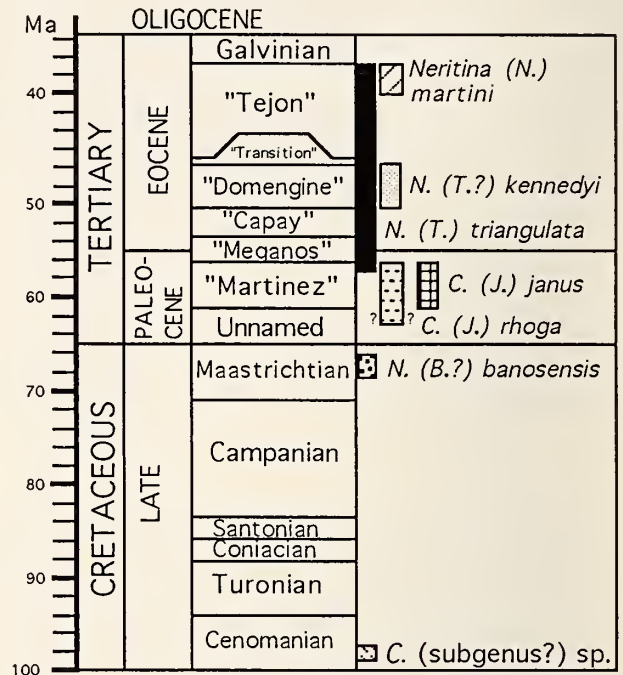 Ma
OLIGOCENE
40
50
60
70
80
90
100
TERTIARY
CRETACEOUS
EOCENE
PALEO-
CENE
LATE
Galvinian
"Tejon"
"Transition"
"Domengine"
"Capay"
"Meganos"
"Martinez"
Unnamed
Maastrichtian
Campanian
Santonian
Coniacian
Turonian
Cenomanian
Neritina (N.)
martini
N. (T.?) kennedyi
N. (T.) triangulata
C. (J.) janus
? ? C. (J.) rhoga
N. (B.?) banosensis
C. (subgenus?) sp.